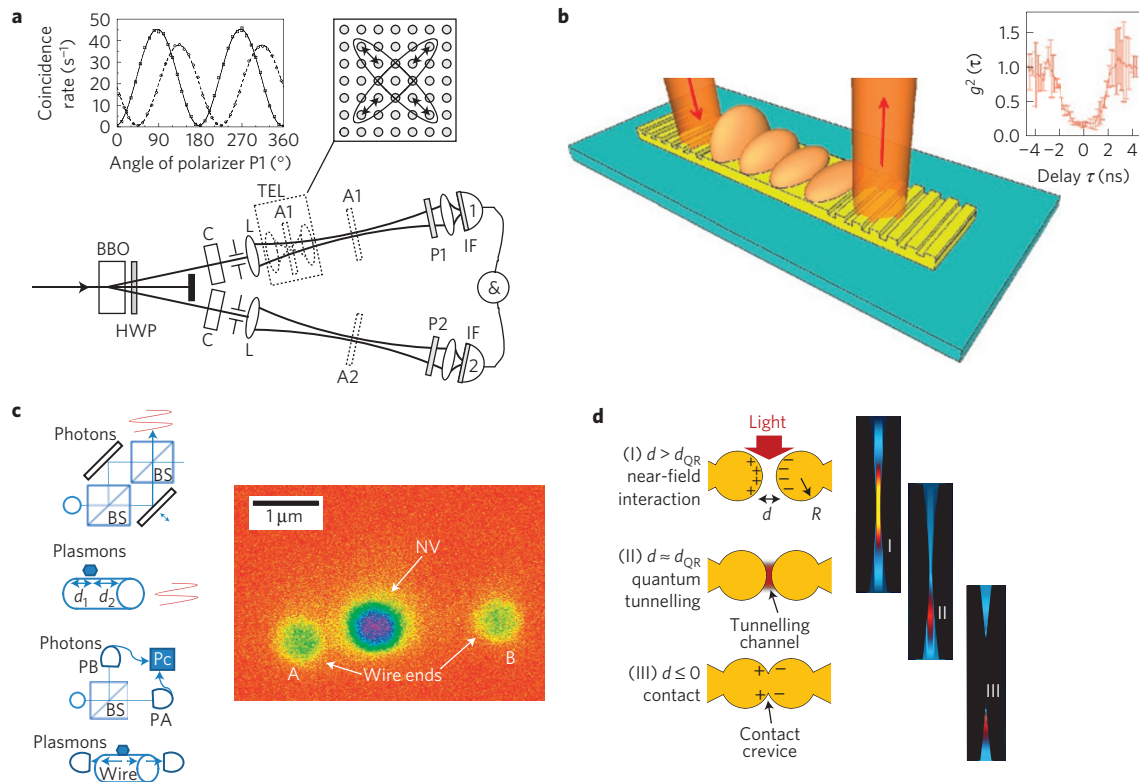 a
50
40
30
20
10
0
Coincidence
rate (s⁻¹)
0 90 180 270 360
Angle of polarizer P1 (°)
TEL
A1
A1
BBO
C
L
P1
IF
1
&
HWP
C
L
A2
P2
IF
2
b
g²(τ)
1.5
1.0
0.5
0.0
−4 −2 0 2 4
Delay τ (ns)
c
Photons
BS
BS
Plasmons
d₁ d₂
Photons
PB
Pc
BS
PA
Plasmons
Wire
1 μm
NV
A
Wire ends
B
d
Light
(I) d > dQR
near-field
interaction
+ + + +
− − − −
d
R
(II) d ≈ dQR
quantum
tunnelling
Tunnelling
channel
(III) d ≤ 0
contact
+ −
+ −
Contact
crevice
I
II
III